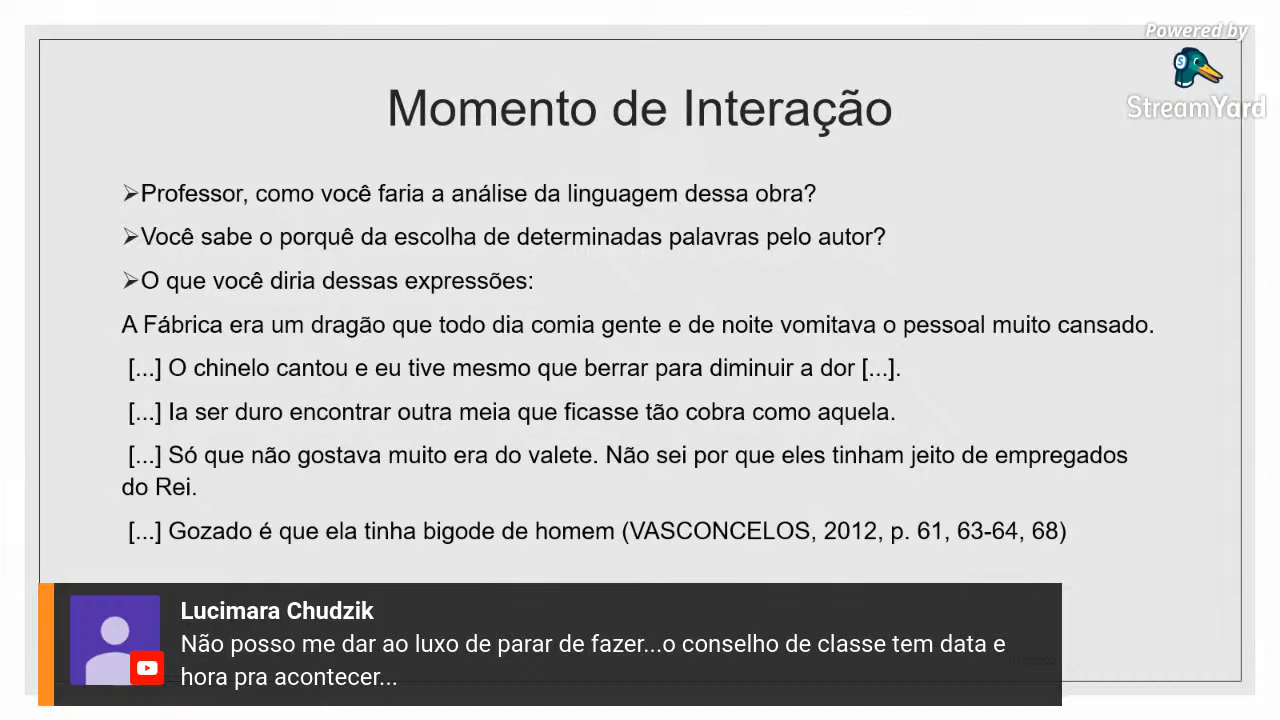 Powered by
StreamYard
Momento de Interação
➢Professor, como você faria a análise da linguagem dessa obra?
➢Você sabe o porquê da escolha de determinadas palavras pelo autor?
➢O que você diria dessas expressões:
A Fábrica era um dragão que todo dia comia gente e de noite vomitava o pessoal muito cansado.
[...] O chinelo cantou e eu tive mesmo que berrar para diminuir a dor [...].
[...] Ia ser duro encontrar outra meia que ficasse tão cobra como aquela.
[...] Só que não gostava muito era do valete. Não sei por que eles tinham jeito de empregados
do Rei.
[...] Gozado é que ela tinha bigode de homem (VASCONCELOS, 2012, p. 61, 63-64, 68)
Lucimara Chudzik
Não posso me dar ao luxo de parar de fazer...o conselho de classe tem data e
hora pra acontecer...